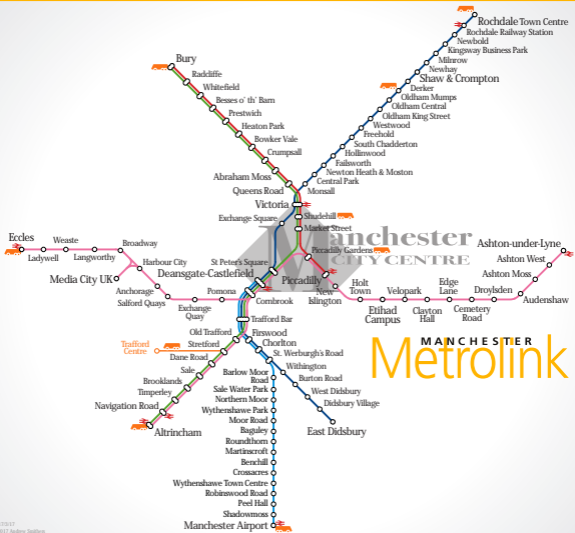 Rochdale Town Centre
Rochdale Railway Station
Newbold
Kingsway Business Park
Milnrow
Newhay
Shaw & Crompton
Derker
Oldham Mumps
Oldham Central
Oldham King Street
Westwood
Freehold
South Chadderton
Hollinwood
Failsworth
Newton Heath & Moston
Central Park
Monsall
Bury
Radcliffe
Whitefield
Besses o' th' Barn
Prestwich
Heaton Park
Bowker Vale
Crumpsall
Abraham Moss
Queens Road
Victoria
Exchange Square
Shudehill
Market Street
Manchester
CITY CENTRE
Piccadilly Gardens
St Peter's Square
Deansgate-Castlefield
Piccadilly
New
Islington
Holt
Town
Etihad
Campus
Velopark
Clayton
Hall
Edge
Lane
Cemetery
Road
Droylsden
Audenshaw
Ashton Moss
Ashton West
Ashton-under-Lyne
Eccles
Ladywell
Weaste
Langworthy
Broadway
Harbour City
Media City UK
Anchorage
Salford Quays
Exchange
Quay
Pomona
Cornbrook
Trafford Bar
Old Trafford
Trafford
Centre
Stretford
Dane Road
Sale
Brooklands
Timperley
Navigation Road
Altrincham
Firswood
Chorlton
St. Werburgh's Road
Withington
Burton Road
West Didsbury
Didsbury Village
East Didsbury
Barlow Moor
Road
Sale Water Park
Northern Moor
Wythenshawe Park
Moor Road
Baguley
Roundthorn
Martinscroft
Benchill
Crossacres
Wythenshawe Town Centre
Robinswood Road
Peel Hall
Shadowmoss
Manchester Airport
MANCHESTER
Metrolink